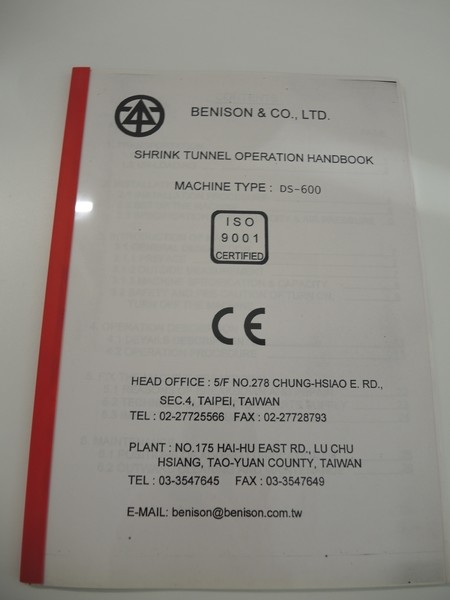 BENISON & CO., LTD.
SHRINK TUNNEL OPERATION HANDBOOK
MACHINE TYPE : DS-600
ISO
9001
CERTIFIED
CE
HEAD OFFICE : 5/F NO.278 CHUNG-HSIAO E. RD.,
SEC.4, TAIPEI, TAIWAN
TEL : 02-27725566 FAX : 02-27728793
PLANT : NO.175 HAI-HU EAST RD., LU CHU
HSIANG, TAO-YUAN COUNTY, TAIWAN
TEL : 03-3547645 FAX : 03-3547649
E-MAIL: benison@benison.com.tw